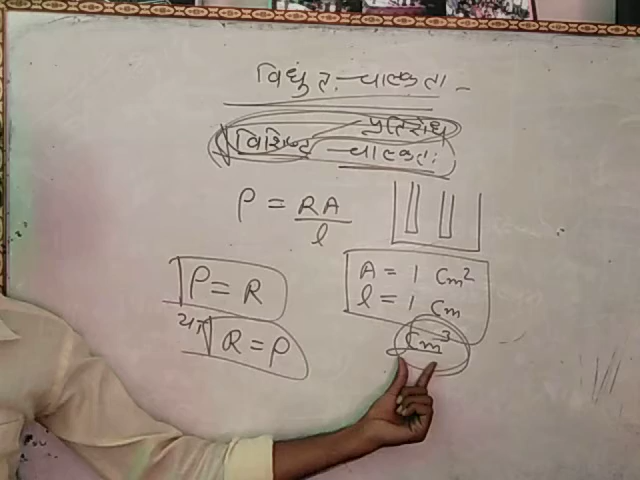 विद्युत चालकता -
प्रतिरोध
विशिष्ट चालकता:
ρ = RA / l
ρ = R
A = 1 Cm²
l = 1 Cm
या R = ρ
Cm³